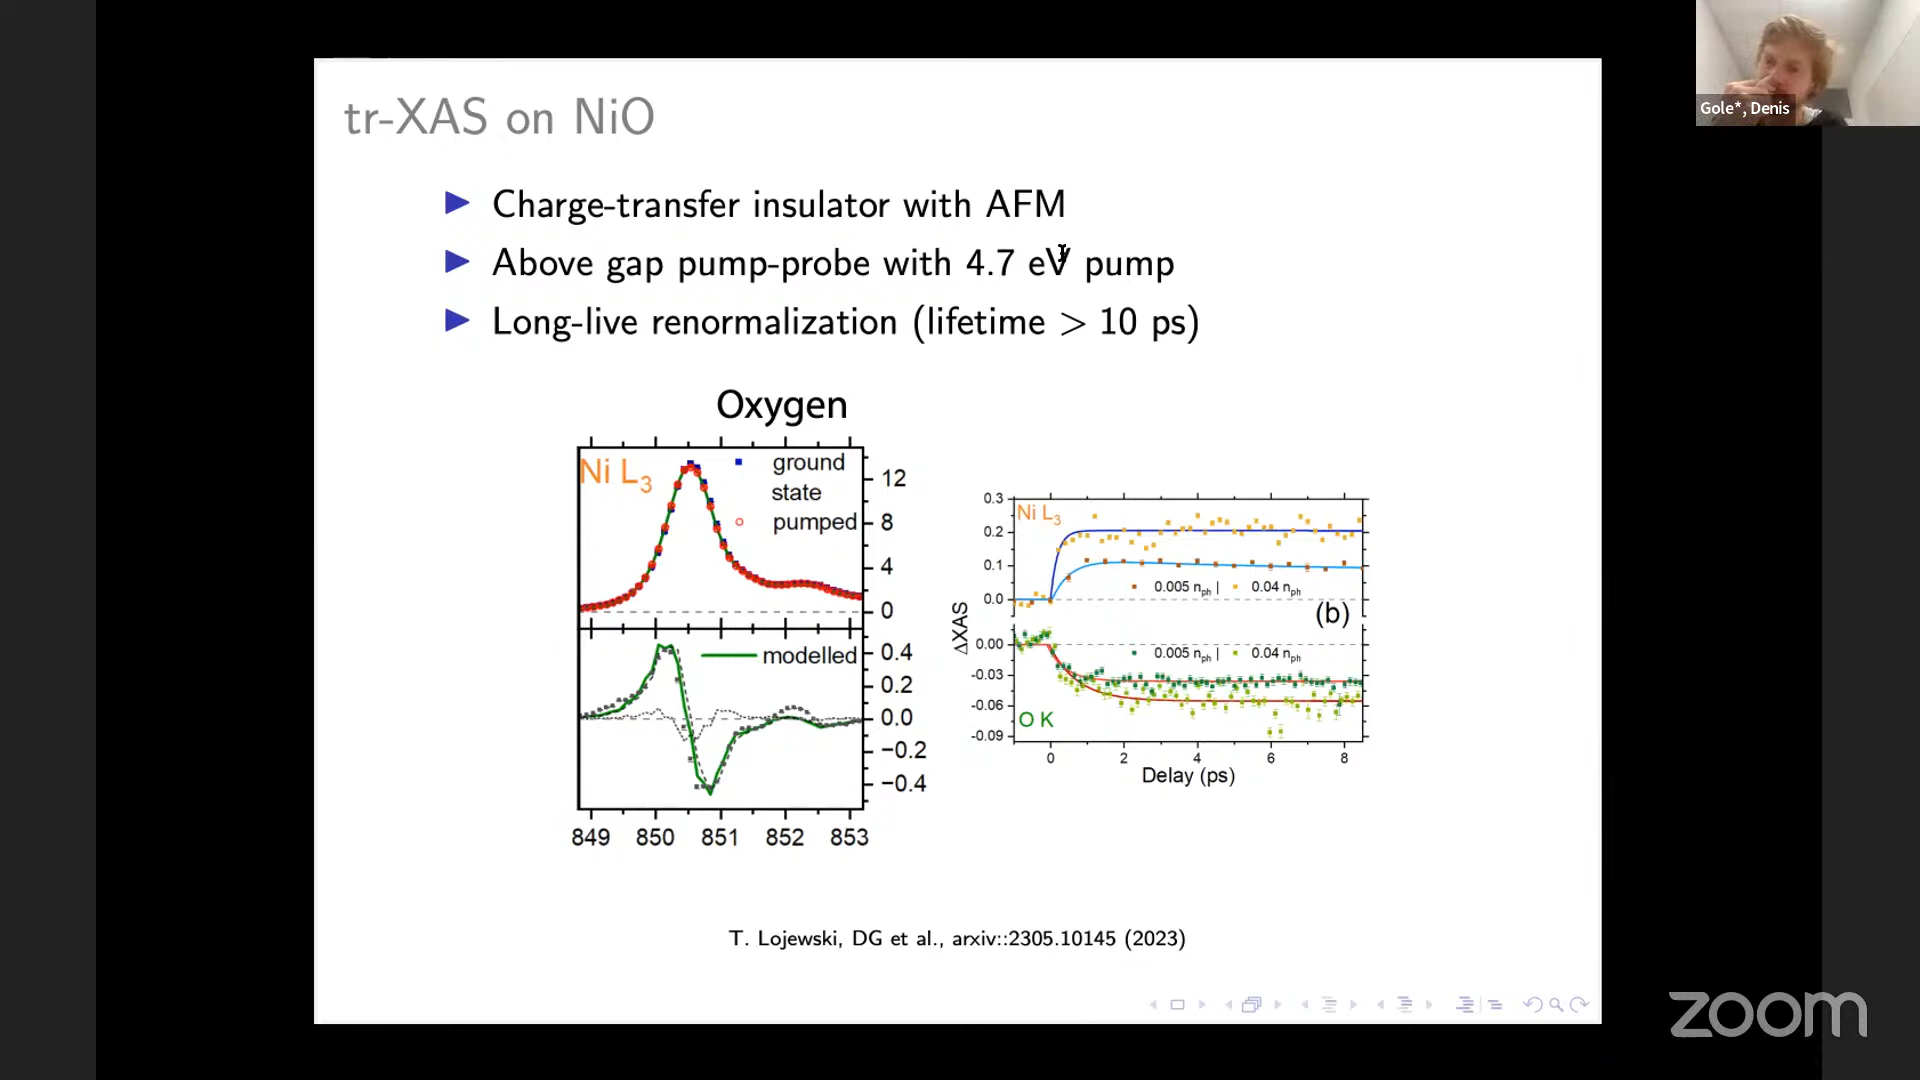 Gole*, Denis
tr-XAS on NiO
Charge-transfer insulator with AFM
Above gap pump-probe with 4.7 eV pump
Long-live renormalization (lifetime > 10 ps)
Oxygen
Ni L3
ground
state
pumped
12
8
4
0
modelled
0.4
0.2
0.0
−0.2
−0.4
849 850 851 852 853
ΔXAS
0.3
Ni L3
0.2
0.1
0.005 nph | 0.04 nph
0.0
(b)
0.00
0.005 nph | 0.04 nph
-0.03
-0.06
O K
-0.09
0 2 4 6 8
Delay (ps)
T. Lojewski, DG et al., arxiv::2305.10145 (2023)
zoom